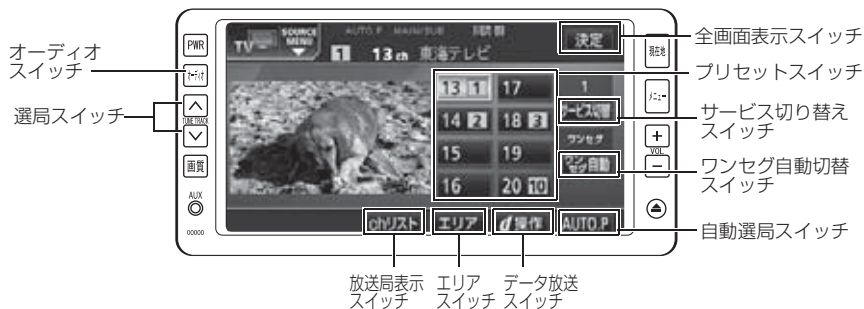 オーディオ
スイッチ
選局スイッチ
PWR
オーディオ
TUNE TRACK
画質
AUX
00000
TV
SOURCE
MENU
AUTO.P MAIN/SUB
1 13ch 東海テレビ
決定
13 1
17
14 2
18 3
15
19
16
20 10
1
サービス切替
ワンセグ
ワンセグ自動
chリスト
エリア
d操作
AUTO.P
現在地
メニュー
+
VOL
−
全画面表示スイッチ
プリセットスイッチ
サービス切り替え
スイッチ
ワンセグ自動切替
スイッチ
自動選局スイッチ
放送局表示
スイッチ
エリア
スイッチ
データ放送
スイッチ